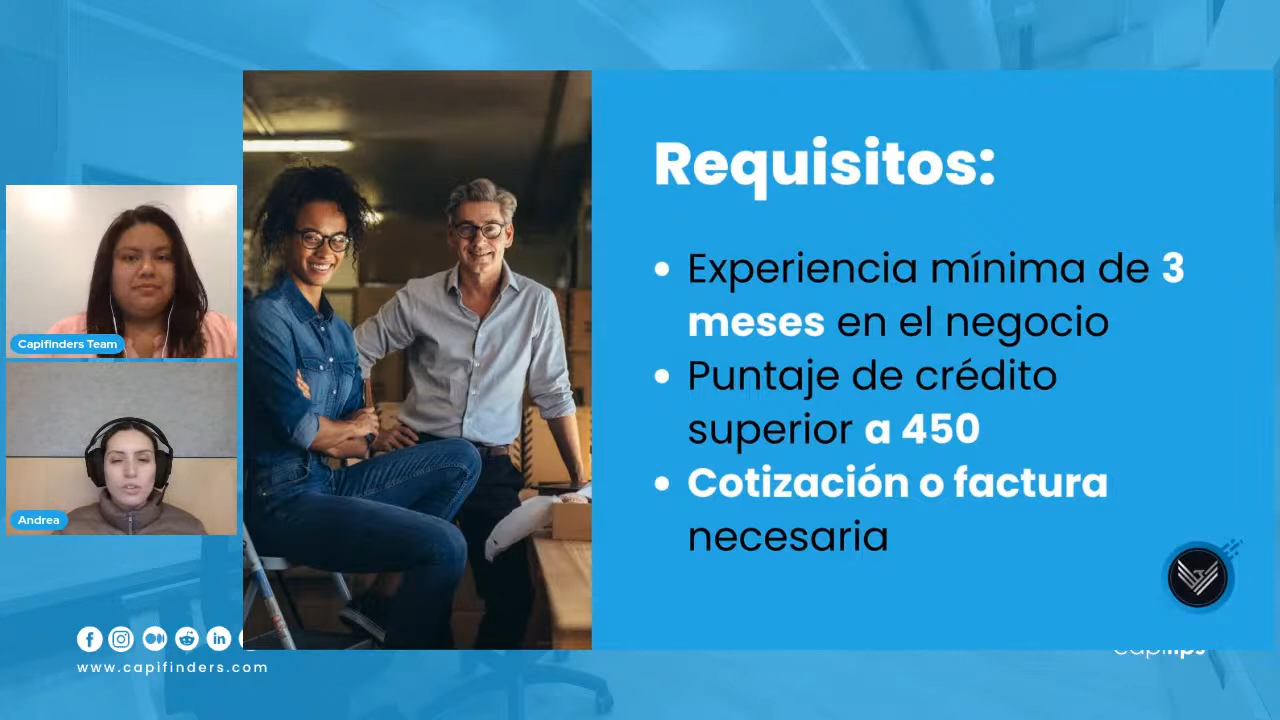 Requisitos:
Experiencia mínima de 3
meses en el negocio
Puntaje de crédito
superior a 450
Cotización o factura
necesaria
Capifinders Team
Andrea
www.capifinders.com